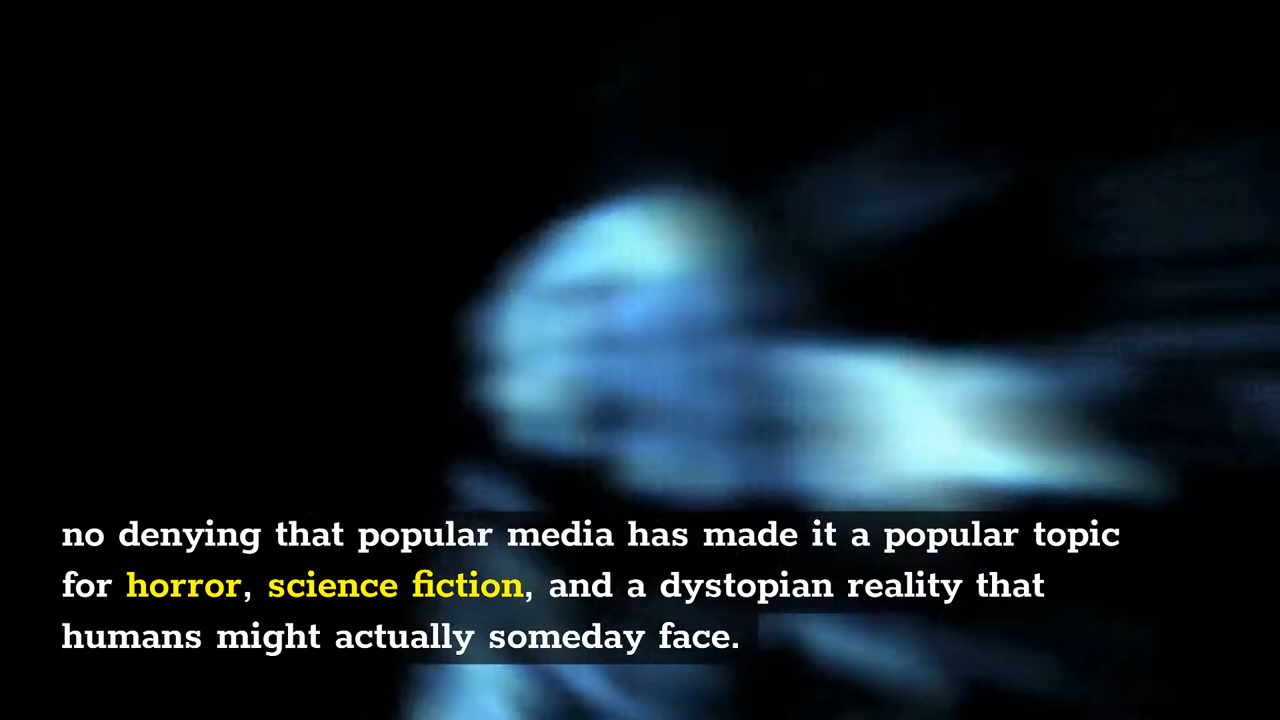 no denying that popular media has made it a popular topic
for horror, science fiction, and a dystopian reality that
humans might actually someday face.